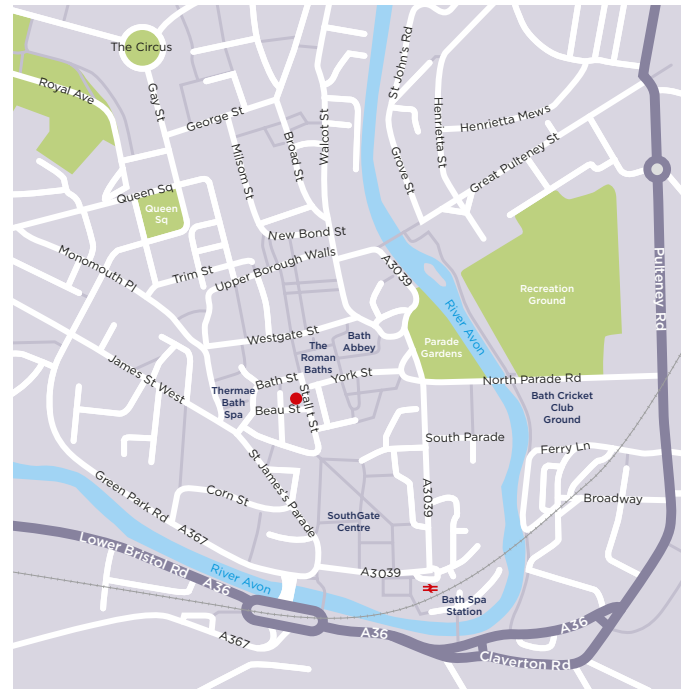 The Circus
St John's Rd
Royal Ave
Gay St
George St
Milsom St
Broad St
Walcot St
Henrietta St
Henrietta Mews
Grove St
Great Pulteney St
Queen Sq
Queen
Sq
New Bond St
Monomouth Pl
Trim St
Upper Borough Walls
A3039
River Avon
Recreation
Ground
Pulteney Rd
Westgate St
Bath
Abbey
The
Roman
Baths
Parade
Gardens
James St West
Thermae
Bath
Spa
Bath St
York St
North Parade Rd
Beau St
Stall t St
Bath Cricket
Club
Ground
South Parade
Ferry Ln
St James's Parade
Green Park Rd
Corn St
A3039
Broadway
SouthGate
Centre
A367
Lower Bristol Rd
A36
River Avon
A3039
Bath Spa
Station
A367
A36
A36
Claverton Rd